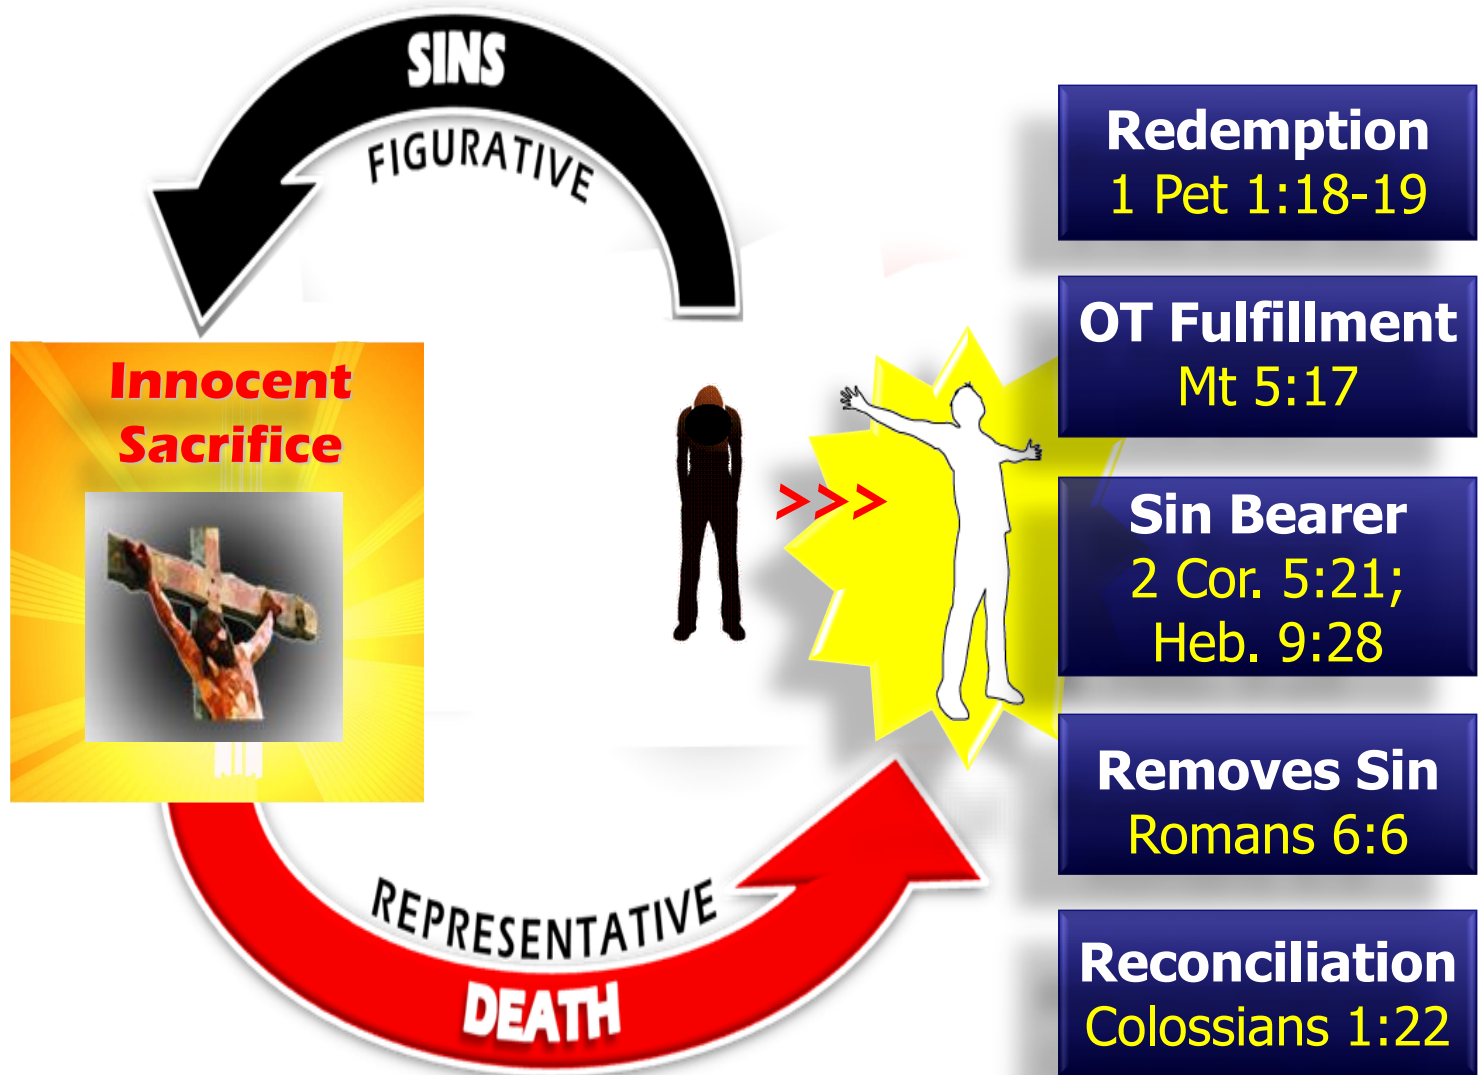 SINS
FIGURATIVE
Innocent
Sacrifice
>>>
REPRESENTATIVE
DEATH
Redemption
1 Pet 1:18-19
OT Fulfillment
Mt 5:17
Sin Bearer
2 Cor. 5:21;
Heb. 9:28
Removes Sin
Romans 6:6
Reconciliation
Colossians 1:22